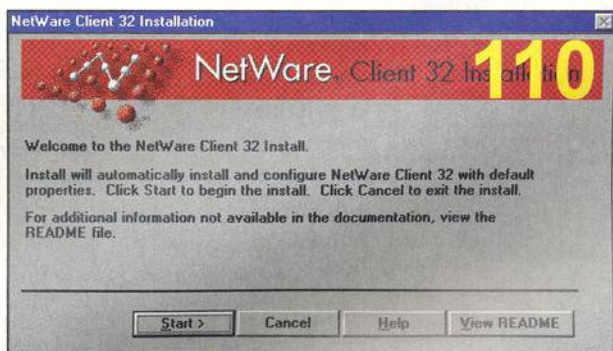 NetWare Client 32 Installation
NetWare Client 32 Installation
110
Welcome to the NetWare Client 32 Install.
Install will automatically install and configure NetWare Client 32 with default
properties. Click Start to begin the install. Click Cancel to exit the install.
For additional information not available in the documentation, view the
README file.
Start > Cancel Help View README